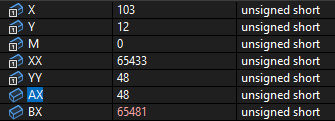 X 103 unsigned short
Y 12 unsigned short
M 0 unsigned short
XX 65433 unsigned short
YY 48 unsigned short
AX 48 unsigned short
BX 65481 unsigned short